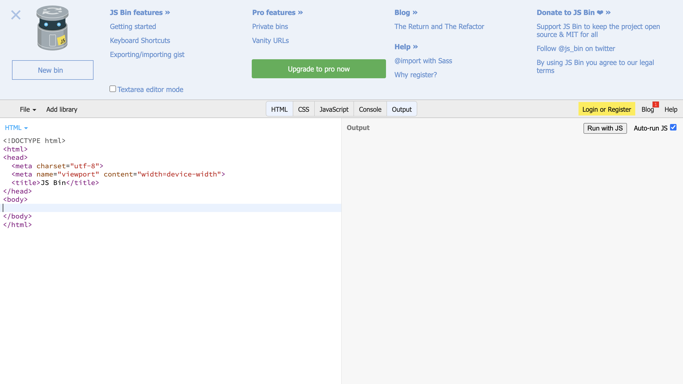 JS Bin features »
Getting started
Keyboard Shortcuts
Exporting/importing gist
Textarea editor mode
New bin
Pro features »
Private bins
Vanity URLs
Upgrade to pro now
Blog »
The Return and The Refactor
Help »
@import with Sass
Why register?
Donate to JS Bin ❤ »
Support JS Bin to keep the project open
source & MIT for all
Follow @js_bin on twitter
By using JS Bin you agree to our legal
terms
File Add library HTML CSS JavaScript Console Output Login or Register Blog 1 Help
HTML
<!DOCTYPE html>
<html>
<head>
  <meta charset="utf-8">
  <meta name="viewport" content="width=device-width">
  <title>JS Bin</title>
</head>
<body>
</body>
</html>
Output Run with JS Auto-run JS